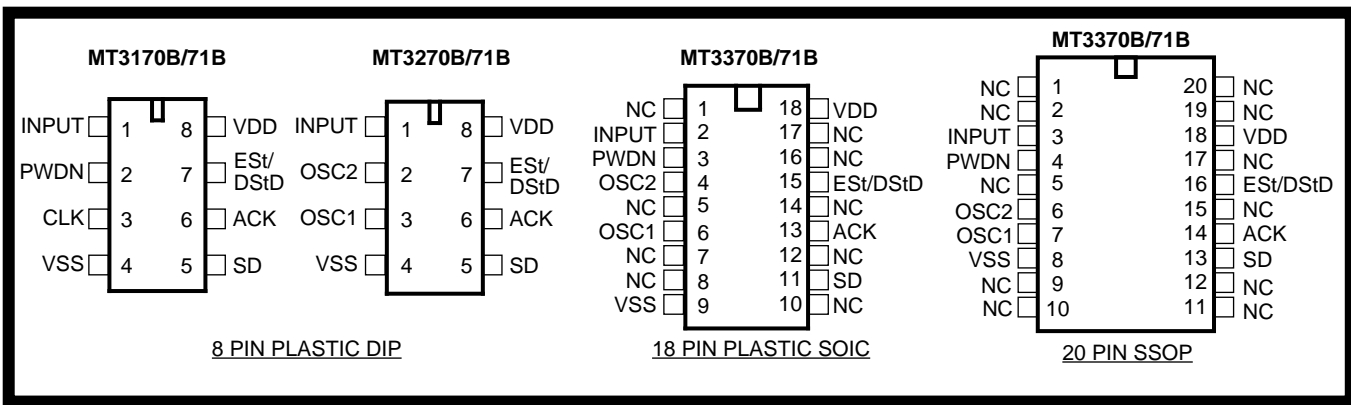 MT3170B/71B
INPUT 1 8 VDD
PWDN 2 7 ESt/
DStD
CLK 3 6 ACK
VSS 4 5 SD
MT3270B/71B
INPUT 1 8 VDD
OSC2 2 7 ESt/
DStD
OSC1 3 6 ACK
VSS 4 5 SD
8 PIN PLASTIC DIP
MT3370B/71B
NC 1 18 VDD
INPUT 2 17 NC
PWDN 3 16 NC
OSC2 4 15 ESt/DStD
NC 5 14 NC
OSC1 6 13 ACK
NC 7 12 NC
NC 8 11 SD
VSS 9 10 NC
18 PIN PLASTIC SOIC
MT3370B/71B
NC 1 20 NC
NC 2 19 NC
INPUT 3 18 VDD
PWDN 4 17 NC
NC 5 16 ESt/DStD
OSC2 6 15 NC
OSC1 7 14 ACK
VSS 8 13 SD
NC 9 12 NC
NC 10 11 NC
20 PIN SSOP